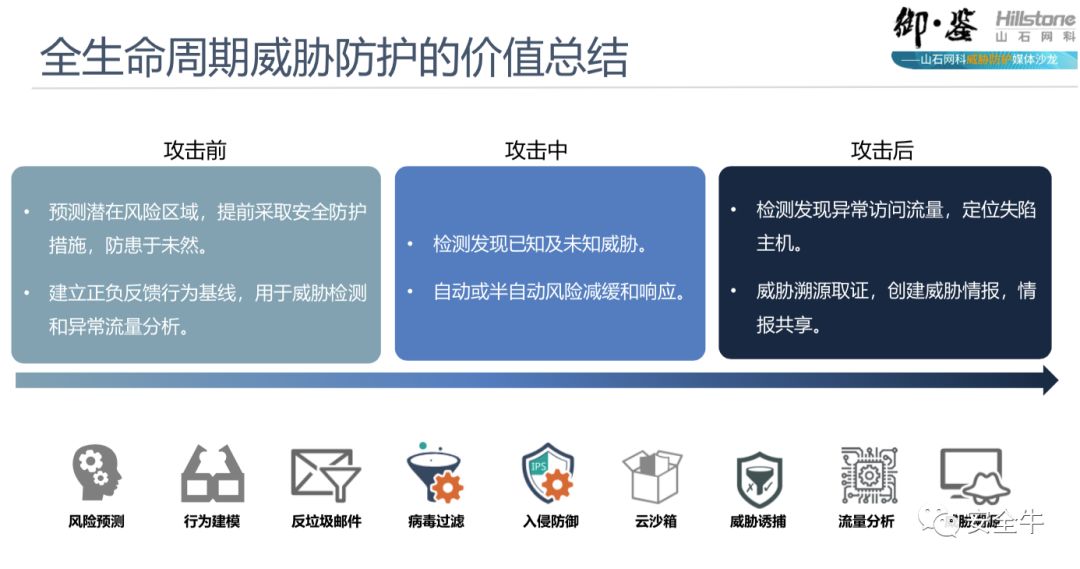 御·鉴
Hillstone
山石网科
——山石网科威胁防护媒体沙龙
全生命周期威胁防护的价值总结
攻击前
• 预测潜在风险区域，提前采取安全防护
措施，防患于未然。
• 建立正负反馈行为基线，用于威胁检测
和异常流量分析。
攻击中
• 检测发现已知及未知威胁。
• 自动或半自动风险减缓和响应。
攻击后
• 检测发现异常访问流量，定位失陷
主机。
• 威胁溯源取证，创建威胁情报，情
报共享。
IPS
风险预测
行为建模
反垃圾邮件
病毒过滤
入侵防御
云沙箱
威胁诱捕
流量分析
安全牛